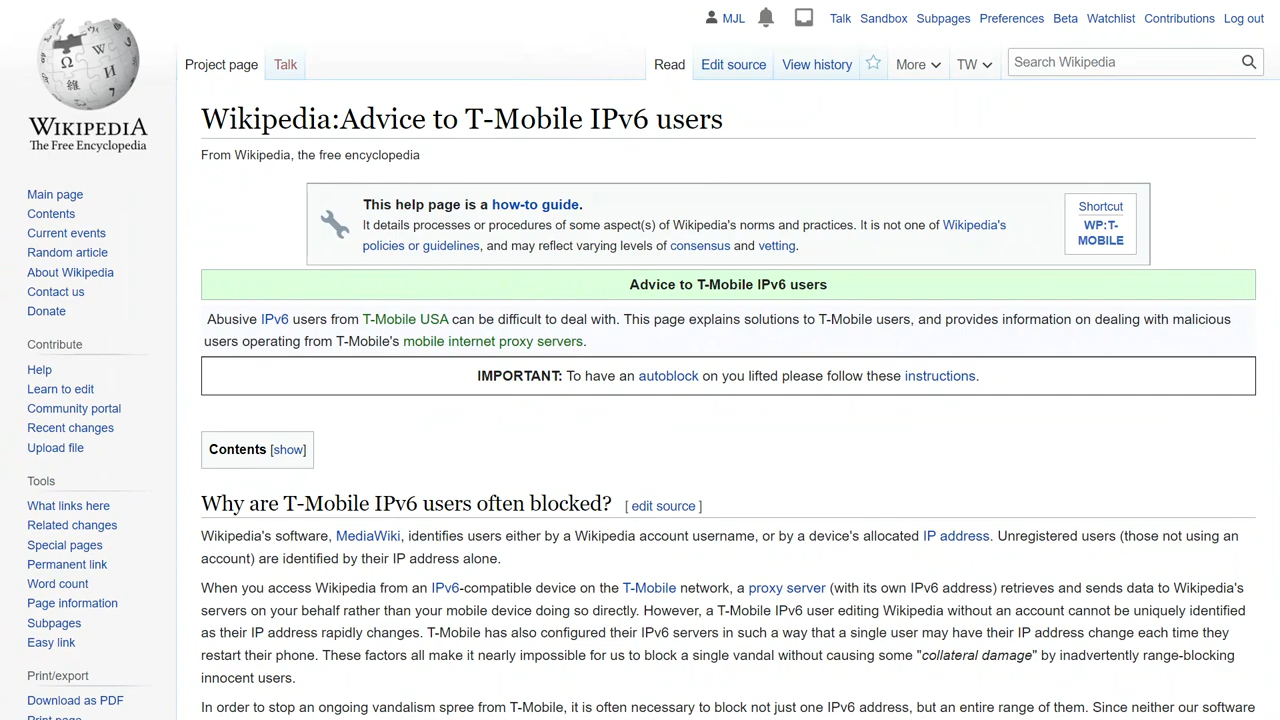 MJL Talk Sandbox Subpages Preferences Beta Watchlist Contributions Log out
WIKIPEDIA
The Free Encyclopedia
Project page Talk Read Edit source View history More TW Search Wikipedia
Wikipedia:Advice to T-Mobile IPv6 users
From Wikipedia, the free encyclopedia
This help page is a how-to guide.
It details processes or procedures of some aspect(s) of Wikipedia's norms and practices. It is not one of Wikipedia's
policies or guidelines, and may reflect varying levels of consensus and vetting.
Shortcut
WP:T-
MOBILE
Advice to T-Mobile IPv6 users
Abusive IPv6 users from T-Mobile USA can be difficult to deal with. This page explains solutions to T-Mobile users, and provides information on dealing with malicious
users operating from T-Mobile's mobile internet proxy servers.
IMPORTANT: To have an autoblock on you lifted please follow these instructions.
Contents [show]
Why are T-Mobile IPv6 users often blocked? [ edit source ]
Wikipedia's software, MediaWiki, identifies users either by a Wikipedia account username, or by a device's allocated IP address. Unregistered users (those not using an
account) are identified by their IP address alone.
When you access Wikipedia from an IPv6-compatible device on the T-Mobile network, a proxy server (with its own IPv6 address) retrieves and sends data to Wikipedia's
servers on your behalf rather than your mobile device doing so directly. However, a T-Mobile IPv6 user editing Wikipedia without an account cannot be uniquely identified
as their IP address rapidly changes. T-Mobile has also configured their IPv6 servers in such a way that a single user may have their IP address change each time they
restart their phone. These factors all make it nearly impossible for us to block a single vandal without causing some "collateral damage" by inadvertently range-blocking
innocent users.
In order to stop an ongoing vandalism spree from T-Mobile, it is often necessary to block not just one IPv6 address, but an entire range of them. Since neither our software
Main page
Contents
Current events
Random article
About Wikipedia
Contact us
Donate
Contribute
Help
Learn to edit
Community portal
Recent changes
Upload file
Tools
What links here
Related changes
Special pages
Permanent link
Word count
Page information
Subpages
Easy link
Print/export
Download as PDF
Print page